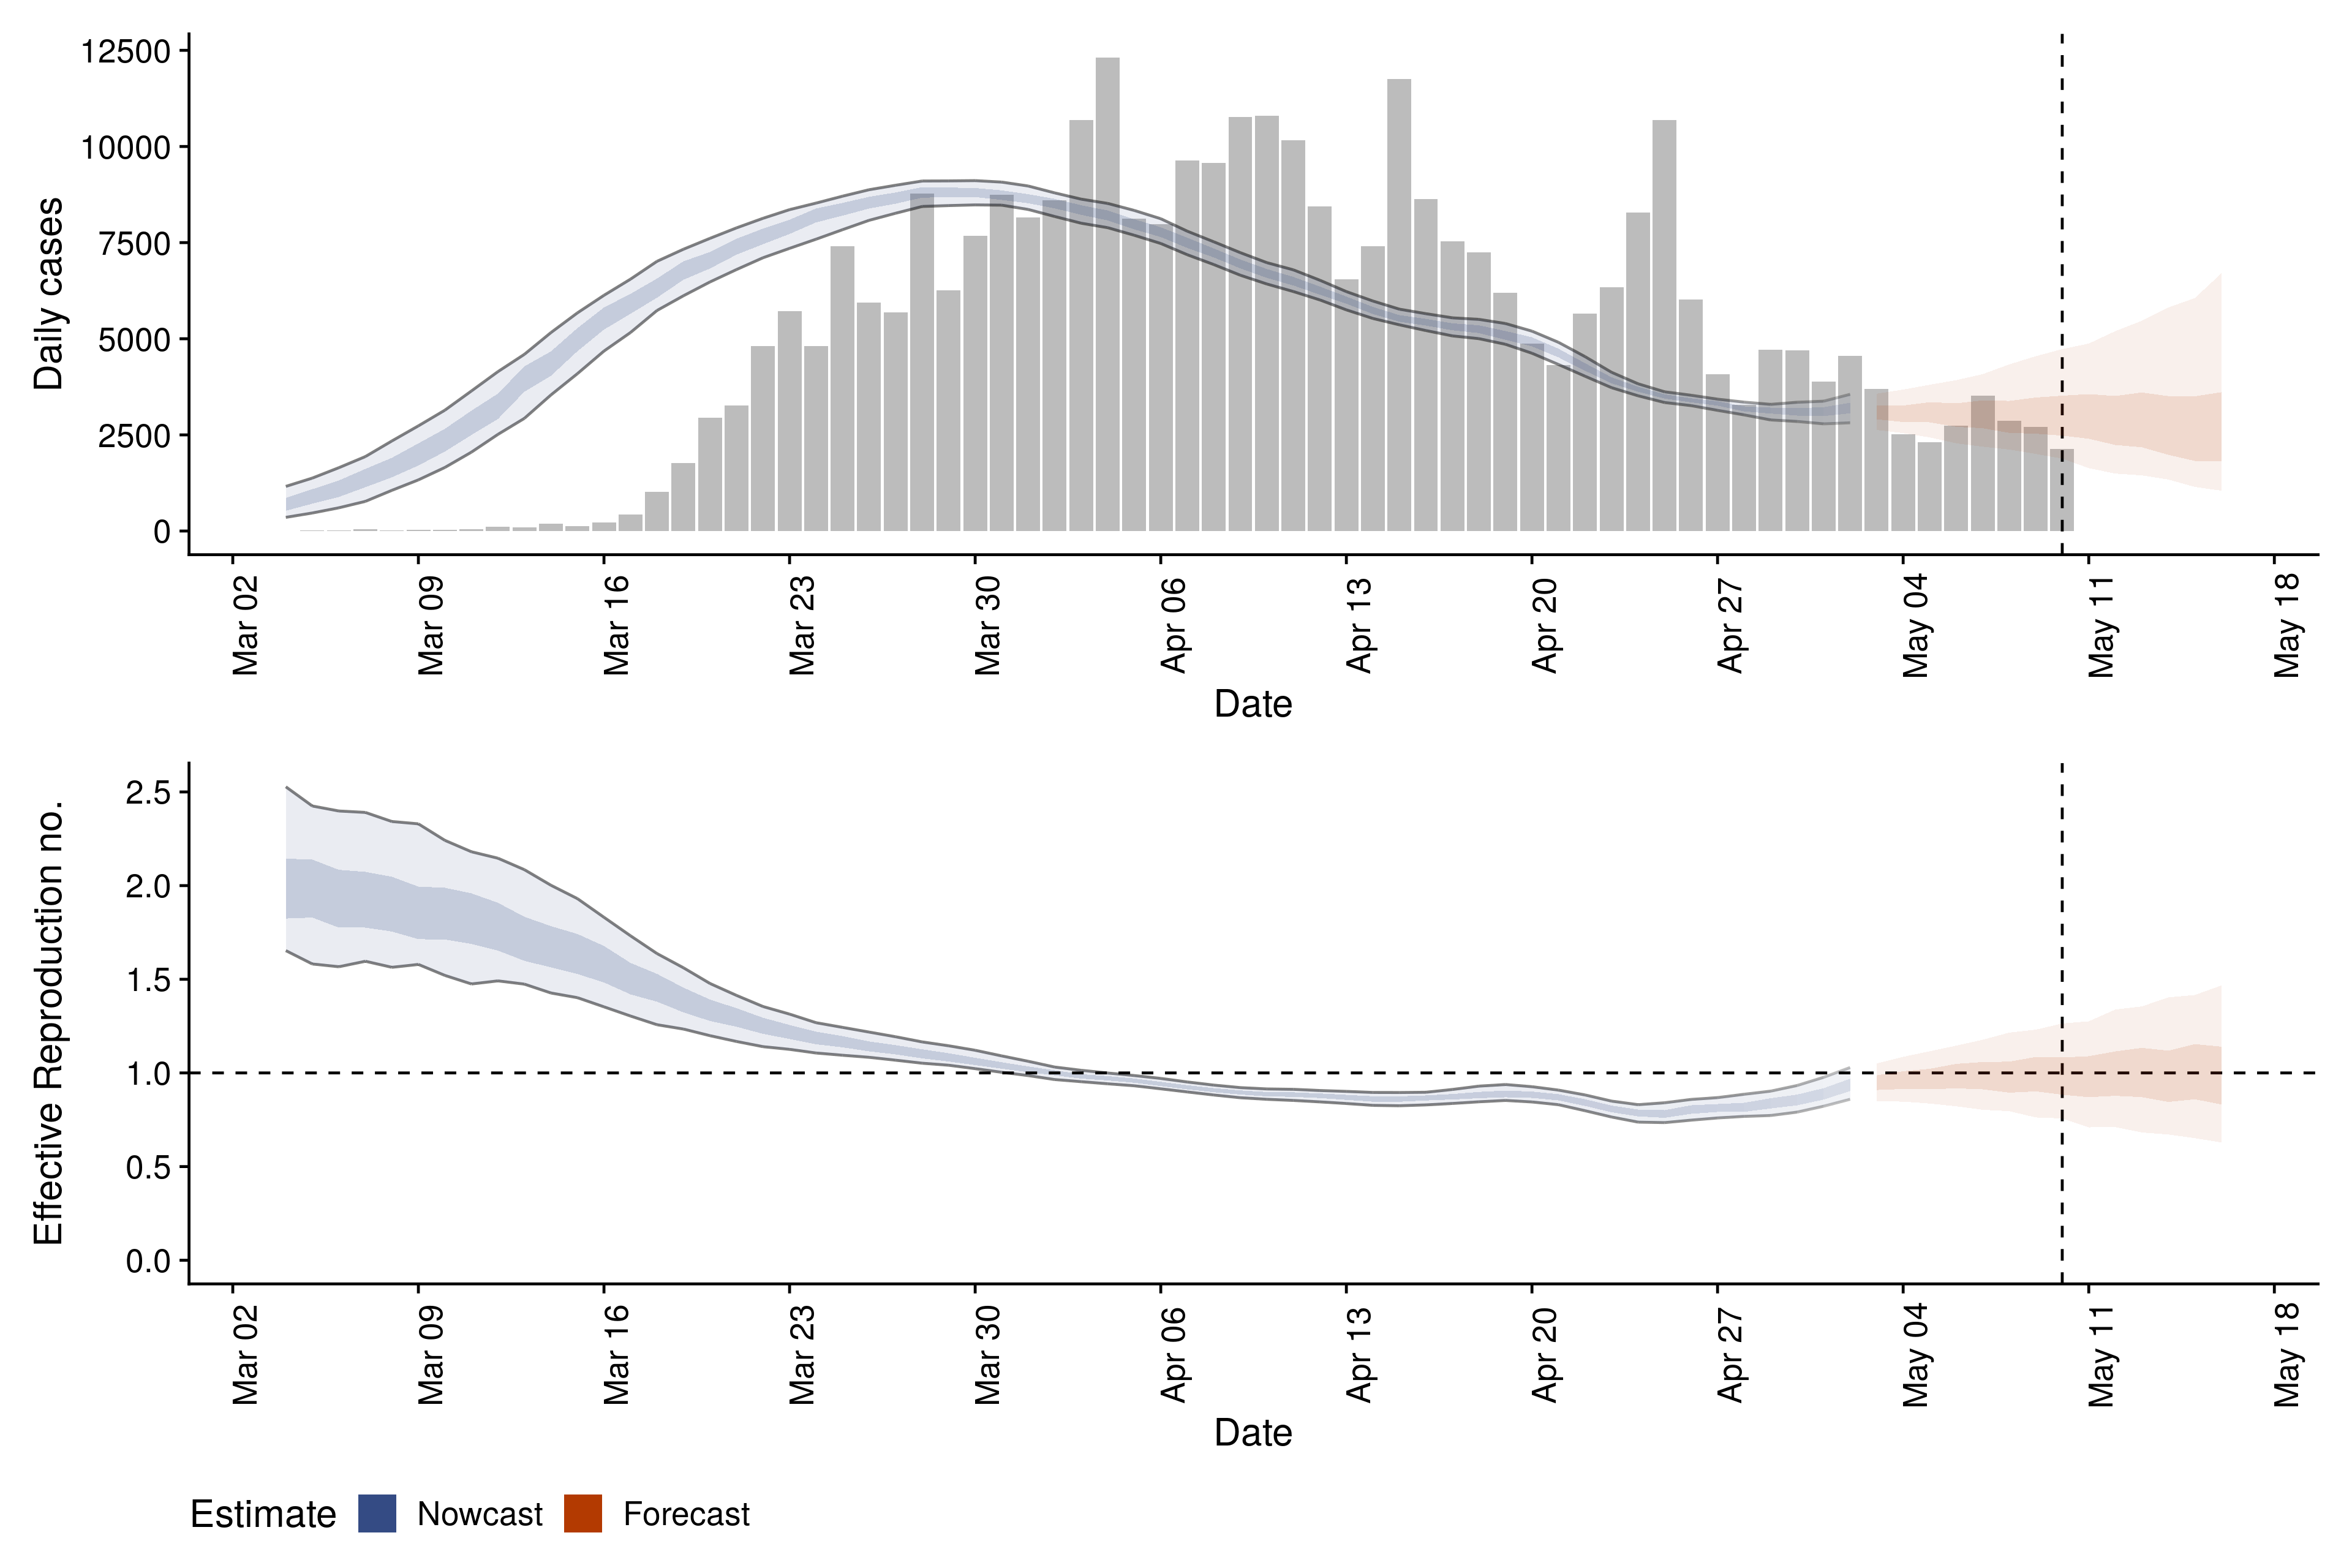 12500
10000
7500
5000
2500
0
Daily cases
Mar 02
Mar 09
Mar 16
Mar 23
Mar 30
Apr 06
Apr 13
Apr 20
Apr 27
May 04
May 11
May 18
Date
2.5
2.0
1.5
1.0
0.5
0.0
Effective Reproduction no.
Mar 02
Mar 09
Mar 16
Mar 23
Mar 30
Apr 06
Apr 13
Apr 20
Apr 27
May 04
May 11
May 18
Date
Estimate Nowcast Forecast